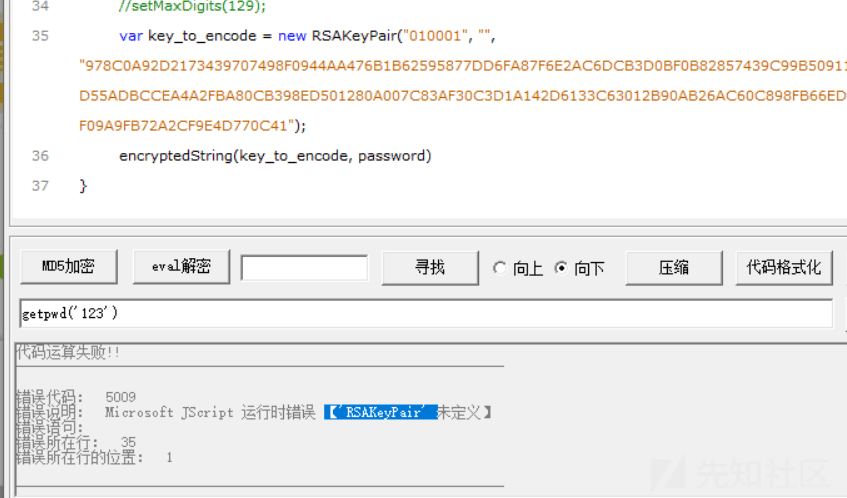 34 //setMaxDigits(129);
35 var key_to_encode = new RSAKeyPair("010001", "",
"978C0A92D2173439707498F0944AA476B1B62595877DD6FA87F6E2AC6DCB3D0BF0B82857439C99B50911
D55ADBCCEA4A2FBA80CB398ED501280A007C83AF30C3D1A142D6133C63012B90AB26AC60C898FB66ED
F09A9FB72A2CF9E4D770C41");
36 encryptedString(key_to_encode, password)
37 }
MD5加密 eval解密 寻找 向上 向下 压缩 代码格式化
getpwd('123')
代码运算失败!!
错误代码: 5009
错误说明: Microsoft JScript 运行时错误 【'RSAKeyPair' 未定义】
错误语句:
错误所在行: 35
错误所在行的位置: 1
先知社区